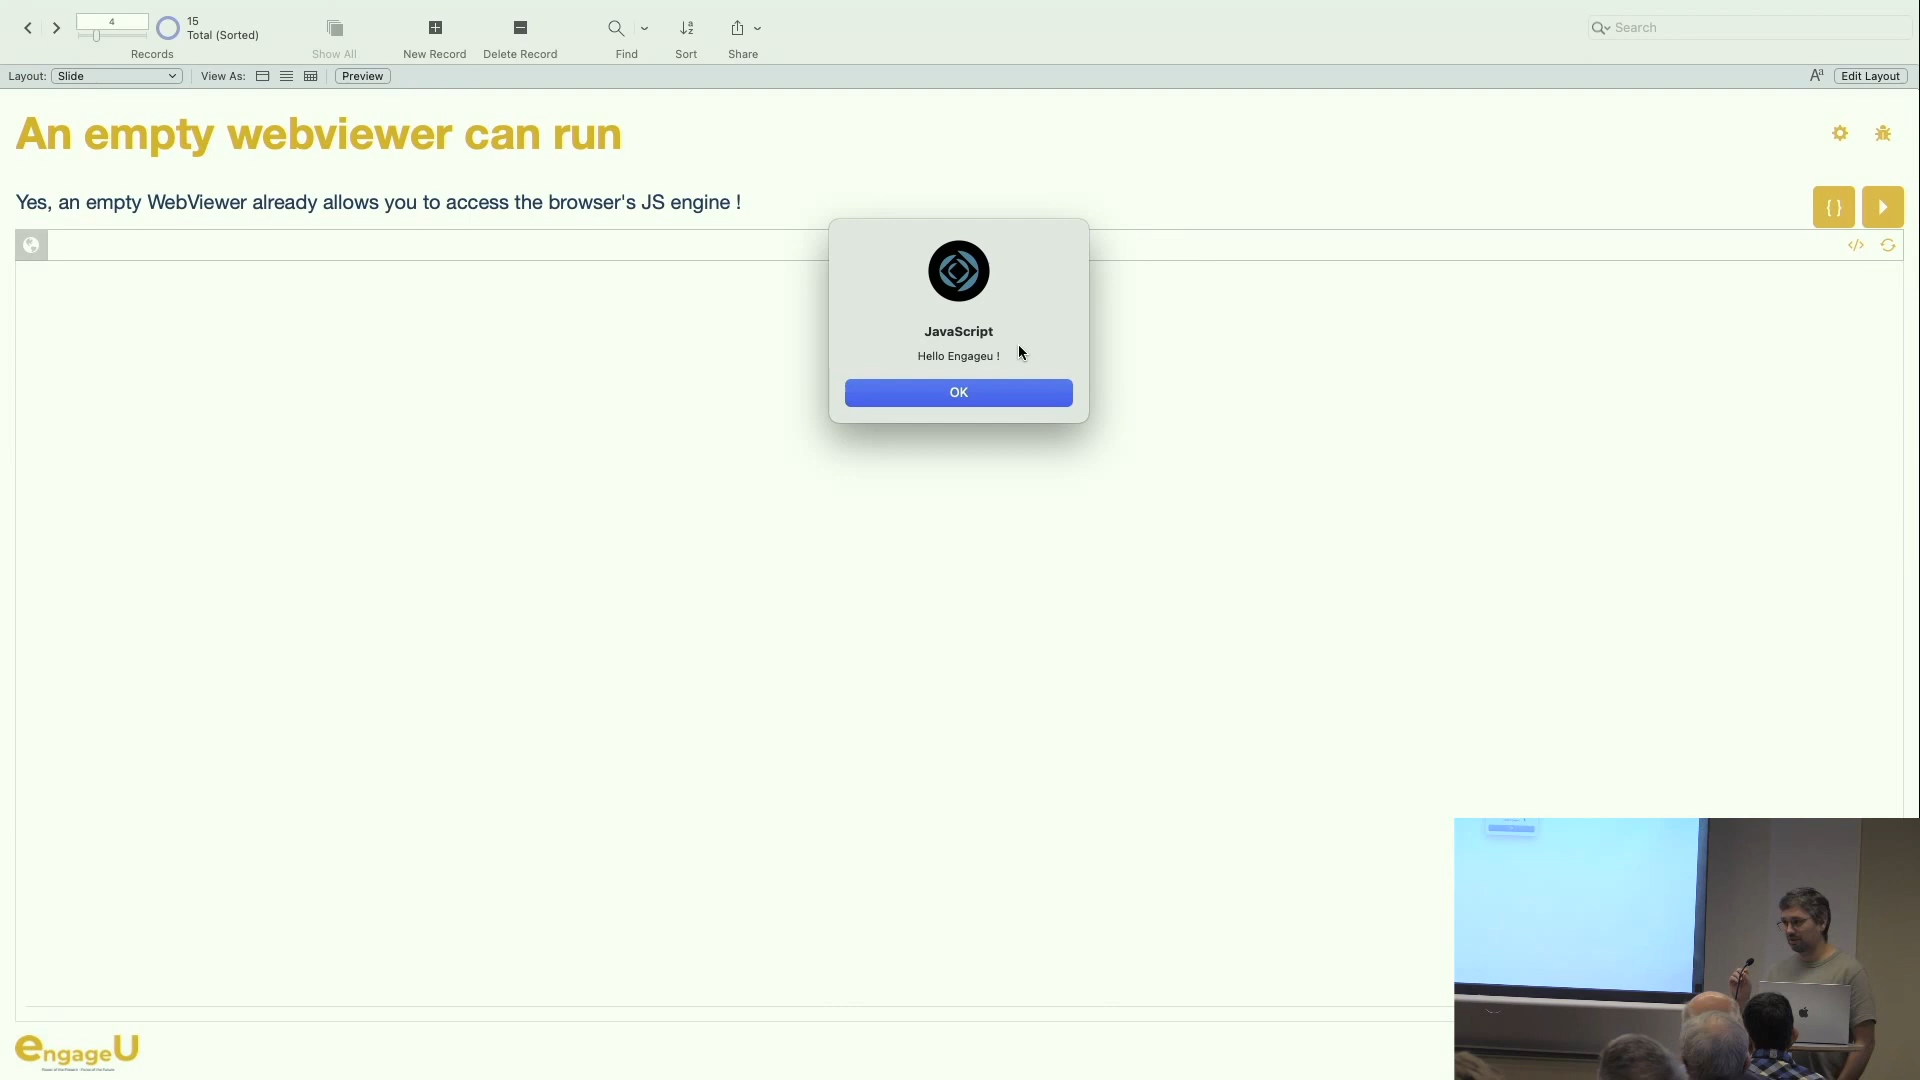 4
15
Total (Sorted)
Records
Show All
New Record
Delete Record
Find
Sort
Share
Search
Layout: Slide
View As:
Preview
Edit Layout
An empty webviewer can run
Yes, an empty WebViewer already allows you to access the browser's JS engine !
{ }
</>
JavaScript
Hello Engageu !
OK
engageU